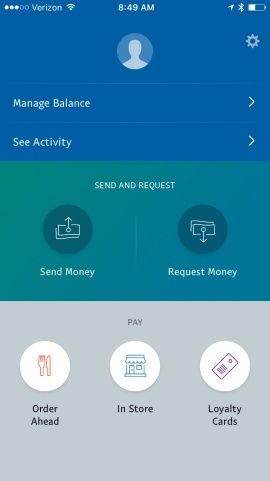 Verizon 8:49 AM
Manage Balance
See Activity
SEND AND REQUEST
Send Money
Request Money
PAY
Order
Ahead
In Store
Loyalty
Cards